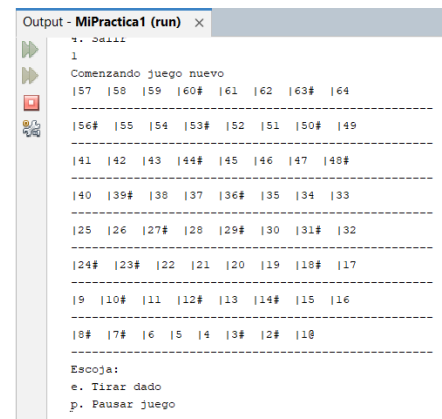 Output - MiPractica1 (run) ×
4. Salir
1
Comenzando juego nuevo
|57 |58 |59 |60# |61 |62 |63# |64
--------------------------------------------------
|56# |55 |54 |53# |52 |51 |50# |49
--------------------------------------------------
|41 |42 |43 |44# |45 |46 |47 |48#
--------------------------------------------------
|40 |39# |38 |37 |36# |35 |34 |33
--------------------------------------------------
|25 |26 |27# |28 |29# |30 |31# |32
--------------------------------------------------
|24# |23# |22 |21 |20 |19 |18# |17
--------------------------------------------------
|9 |10# |11 |12# |13 |14# |15 |16
--------------------------------------------------
|8# |7# |6 |5 |4 |3# |2# |1@
--------------------------------------------------
Escoja:
e. Tirar dado
p. Pausar juego